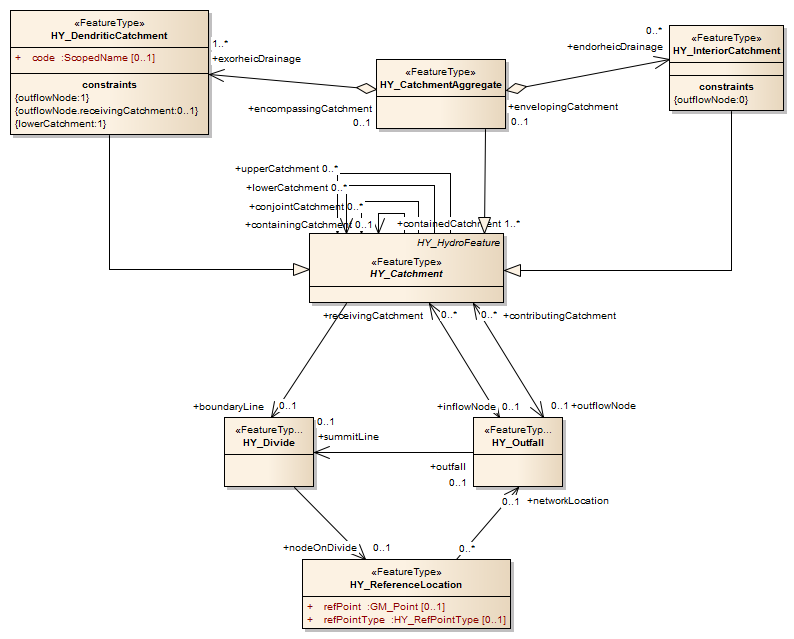 «FeatureType»
HY_DendriticCatchment
+ code :ScopedName [0..1]
constraints
{outflowNode:1}
{outflowNode.receivingCatchment:0..1}
{lowerCatchment:1}
1..*
+exorheicDrainage
«FeatureType»
HY_CatchmentAggregate
+encompassingCatchment
0..1
+envelopingCatchment
0..1
0..*
+endorheicDrainage
«FeatureType»
HY_InteriorCatchment
constraints
{outflowNode:0}
+upperCatchment 0..*
+lowerCatchment 0..*
+conjointCatchment 0..*
+containingCatchment 0..1
+containedCatchment 1..*
HY_HydroFeature
«FeatureType»
HY_Catchment
+receivingCatchment
0..*
0..*
+contributingCatchment
+boundaryLine
0..1
+inflowNode
0..1
0..1
+outflowNode
«FeatureTyp...
HY_Divide
0..1
+summitLine
«FeatureTyp...
HY_Outfall
+outfall
0..1
0..1
+networkLocation
+nodeOnDivide
0..1
0..*
«FeatureType»
HY_ReferenceLocation
+ refPoint :GM_Point [0..1]
+ refPointType :HY_RefPointType [0..1]